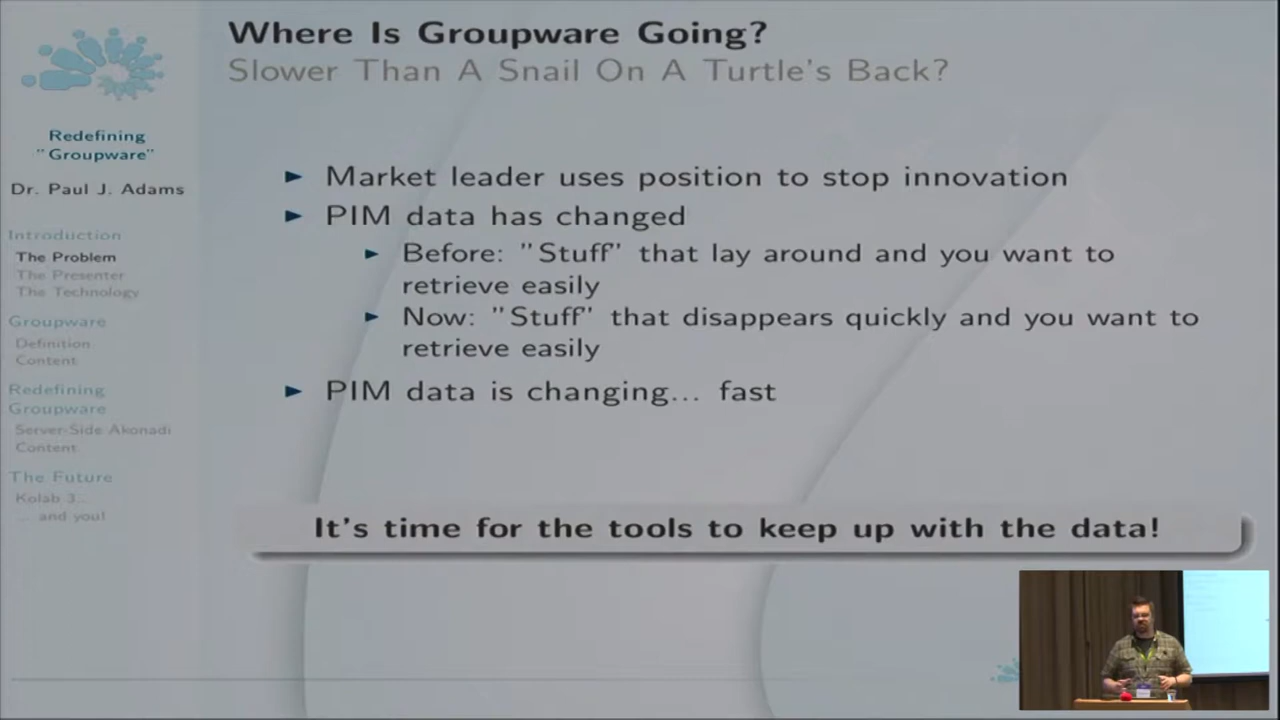 Where Is Groupware Going?
Slower Than A Snail On A Turtle's Back?
Redefining
"Groupware"
Dr. Paul J. Adams
Introduction
The Problem
The Presenter
The Technology
Groupware
Definition
Content
Redefining
Groupware
Server-Side Akonadi
Content
The Future
Kolab 3...
... and you!
Market leader uses position to stop innovation
PIM data has changed
Before: "Stuff" that lay around and you want to
retrieve easily
Now: "Stuff" that disappears quickly and you want to
retrieve easily
PIM data is changing... fast
It's time for the tools to keep up with the data!